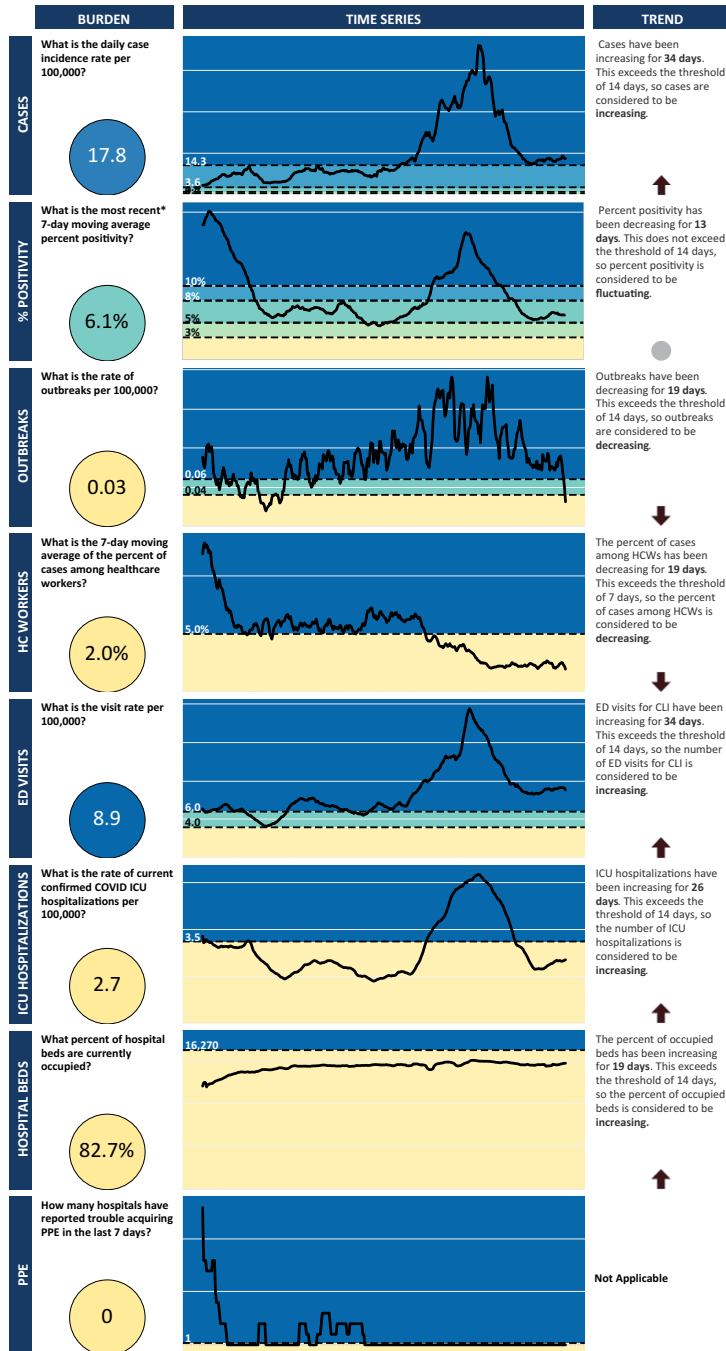 BURDEN
TIME SERIES
TREND
CASES
What is the daily case
incidence rate per
100,000?
17.8
14.3
3.6
Cases have been
increasing for 34 days.
This exceeds the threshold
of 14 days, so cases are
considered to be
increasing.
% POSITIVITY
What is the most recent*
7-day moving average
percent positivity?
6.1%
10%
8%
5%
3%
Percent positivity has
been decreasing for 13
days. This does not exceed
the threshold of 14 days,
so percent positivity is
considered to be
fluctuating.
OUTBREAKS
What is the rate of
outbreaks per 100,000?
0.03
0.06
0.04
Outbreaks have been
decreasing for 19 days.
This exceeds the threshold
of 14 days, so outbreaks
are considered to be
decreasing.
HC WORKERS
What is the 7-day moving
average of the percent of
cases among healthcare
workers?
2.0%
5.0%
The percent of cases
among HCWs has been
decreasing for 19 days.
This exceeds the threshold
of 7 days, so the percent
of cases among HCWs is
considered to be
decreasing.
ED VISITS
What is the visit rate per
100,000?
8.9
6.0
4.0
ED visits for CLI have been
increasing for 34 days.
This exceeds the threshold
of 14 days, so the number
of ED visits for CLI is
considered to be
increasing.
ICU HOSPITALIZATIONS
What is the rate of current
confirmed COVID ICU
hospitalizations per
100,000?
2.7
3.5
ICU hospitalizations have
been increasing for 26
days. This exceeds the
threshold of 14 days, so
the number of ICU
hospitalizations is
considered to be
increasing.
HOSPITAL BEDS
What percent of hospital
beds are currently
occupied?
82.7%
16,270
The percent of occupied
beds has been increasing
for 19 days. This exceeds
the threshold of 14 days,
so the percent of occupied
beds is considered to be
increasing.
PPE
How many hospitals have
reported trouble acquiring
PPE in the last 7 days?
0
1
Not Applicable